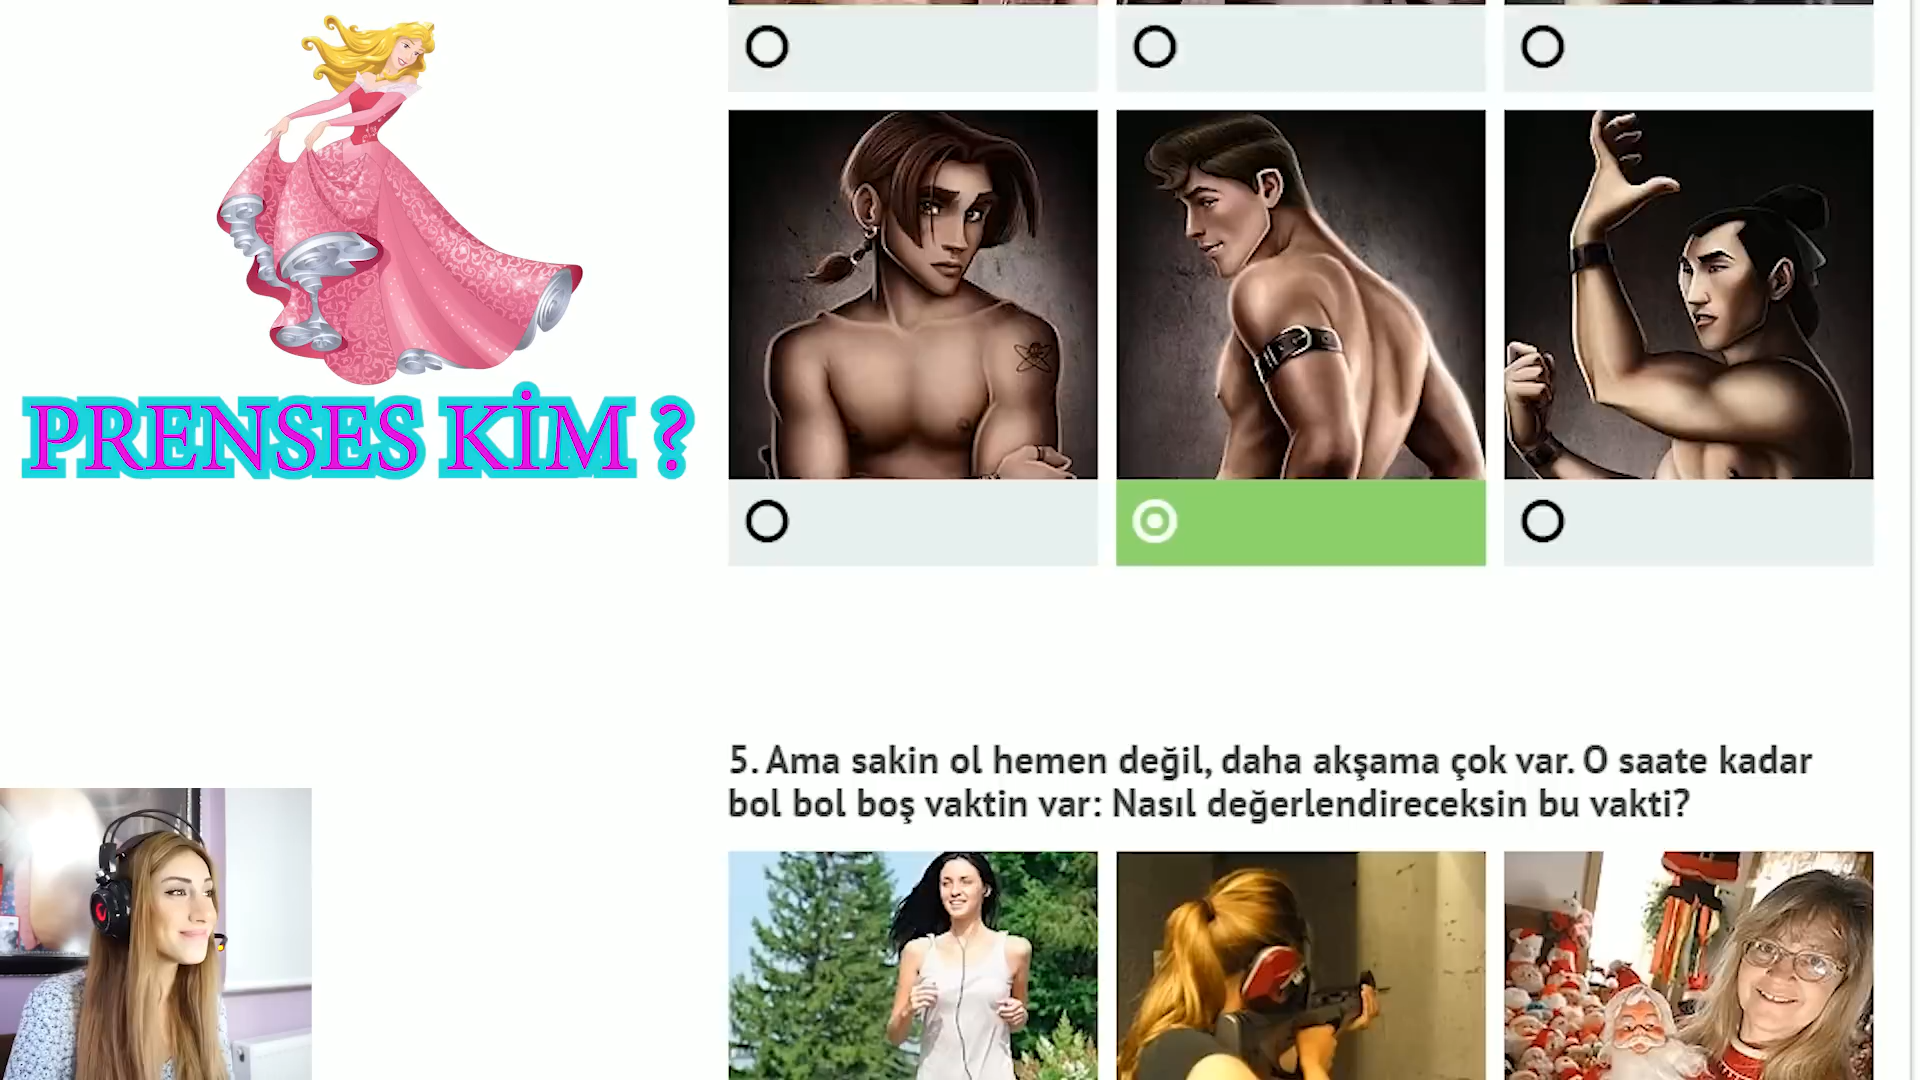 PRENSES KİM ?
5. Ama sakin ol hemen değil, daha akşama çok var. O saate kadar
bol bol boş vaktin var: Nasıl değerlendireceksin bu vakti?